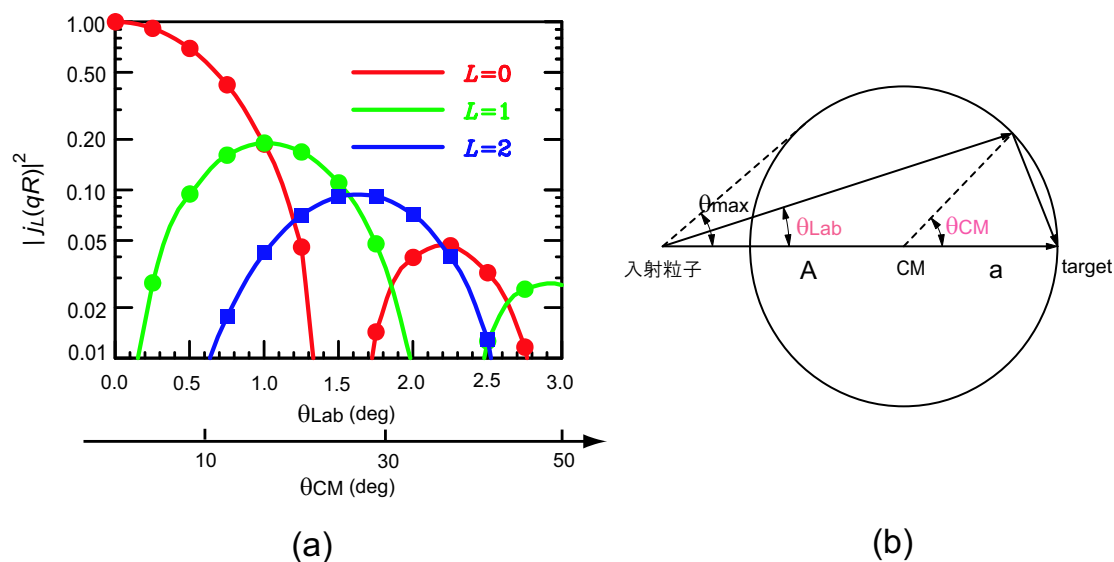 1.00
0.50
0.20
0.10
0.05
0.02
0.01
|jL(qR)|²
L=0
L=1
L=2
0.0 0.5 1.0 1.5 2.0 2.5 3.0
θLab (deg)
10 30 50
θCM (deg)
(a)
θmax
θLab
θCM
入射粒子
A
CM
a
target
(b)